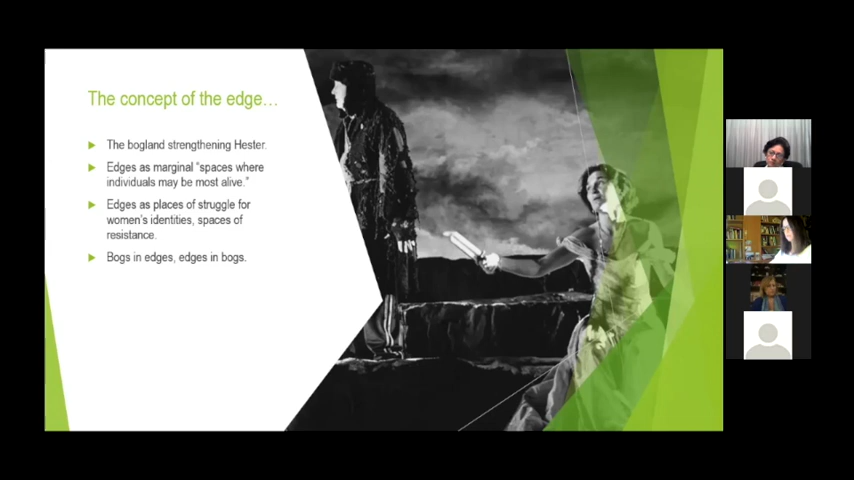 The concept of the edge…
The bogland strengthening Hester.
Edges as marginal “spaces where
individuals may be most alive.”
Edges as places of struggle for
women’s identities, spaces of
resistance.
Bogs in edges, edges in bogs.